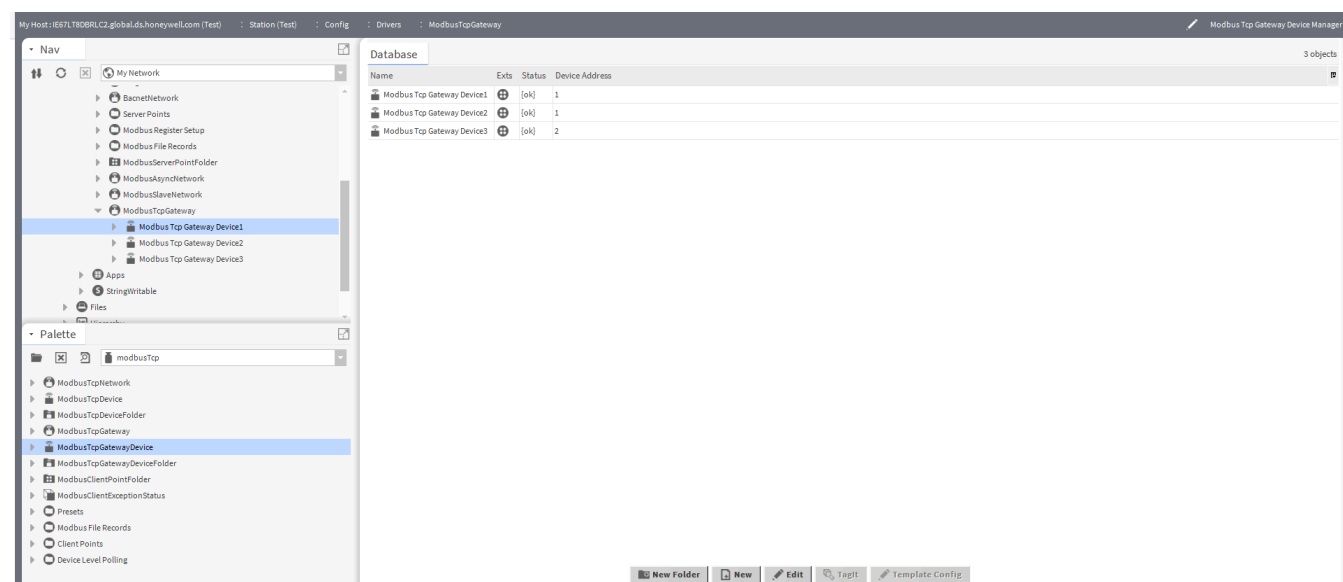 My Host : IE67LT8DBRLC2.global.ds.honeywell.com (Test) : Station (Test) : Config : Drivers : ModbusTcpGateway Modbus Tcp Gateway Device Manager
Nav
My Network
BacnetNetwork
Server Points
Modbus Register Setup
Modbus File Records
ModbusServerPointFolder
ModbusAsyncNetwork
ModbusSlaveNetwork
ModbusTcpGateway
Modbus Tcp Gateway Device1
Modbus Tcp Gateway Device2
Modbus Tcp Gateway Device3
Apps
StringWritable
Files
Palette
modbusTcp
ModbusTcpNetwork
ModbusTcpDevice
ModbusTcpDeviceFolder
ModbusTcpGateway
ModbusTcpGatewayDevice
ModbusTcpGatewayDeviceFolder
ModbusClientPointFolder
ModbusClientExceptionStatus
Presets
Modbus File Records
Client Points
Device Level Polling
Database 3 objects
Name Exts Status Device Address
Modbus Tcp Gateway Device1 {ok} 1
Modbus Tcp Gateway Device2 {ok} 1
Modbus Tcp Gateway Device3 {ok} 2
New Folder New Edit TagIt Template Config